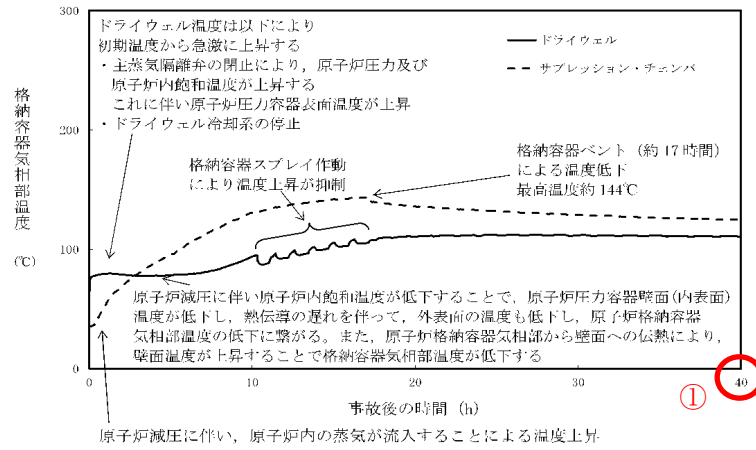 300
200
100
0
格納容器気相部温度
(℃)
ドライウェル温度は以下により
初期温度から急激に上昇する
・主蒸気隔離弁の閉止により，原子炉圧力及び
原子炉内飽和温度が上昇する
これに伴い原子炉圧力容器表面温度が上昇
・ドライウェル冷却系の停止
ドライウェル
サプレッション・チェンバ
格納容器スプレイ作動
により温度上昇が抑制
格納容器ベント（約17時間）
による温度低下
最高温度約144℃
原子炉減圧に伴い原子炉内飽和温度が低下することで，原子炉圧力容器壁面(内表面)
温度が低下し，熱伝導の遅れを伴って，外表面の温度も低下し，原子炉格納容器
気相部温度の低下に繋がる。また，原子炉格納容器気相部から壁面への伝熱により，
壁面温度が上昇することで格納容器気相部温度が低下する
0
10
20
30
40
①
事故後の時間 (h)
原子炉減圧に伴い，原子炉内の蒸気が流入することによる温度上昇